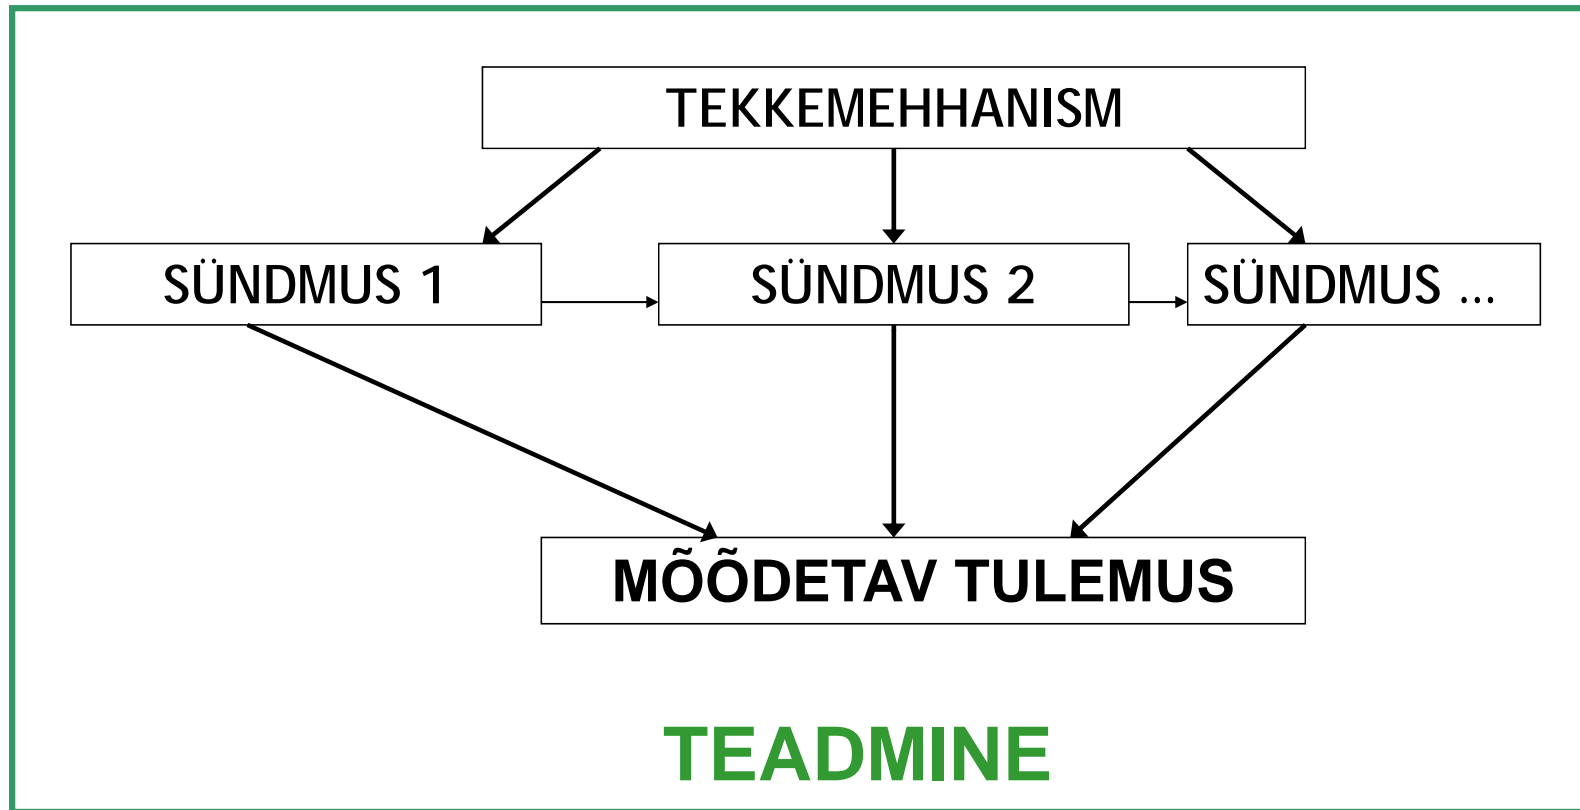 TEKKEMEHHANISM
SÜNDMUS 1
SÜNDMUS 2
SÜNDMUS ...
MÕÕDETAV TULEMUS
TEADMINE